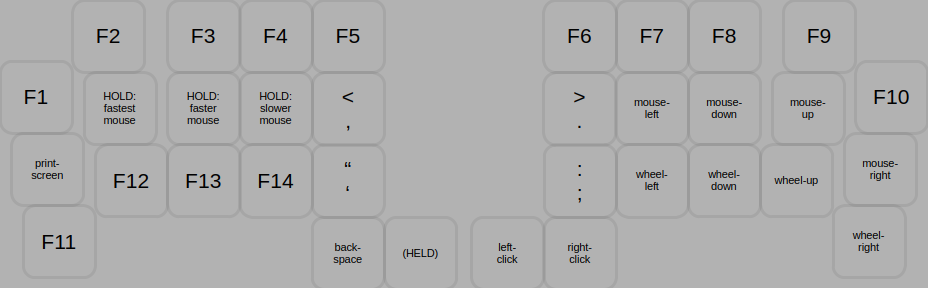 F2
F3
F4
F5
F6
F7
F8
F9
F1
HOLD:
fastest
mouse
HOLD:
faster
mouse
HOLD:
slower
mouse
<
,
>
.
mouse-
left
mouse-
down
mouse-
up
F10
print-
screen
F12
F13
F14
“
‘
:
;
wheel-
left
wheel-
down
wheel-up
mouse-
right
F11
back-
space
(HELD)
left-
click
right-
click
wheel-
right